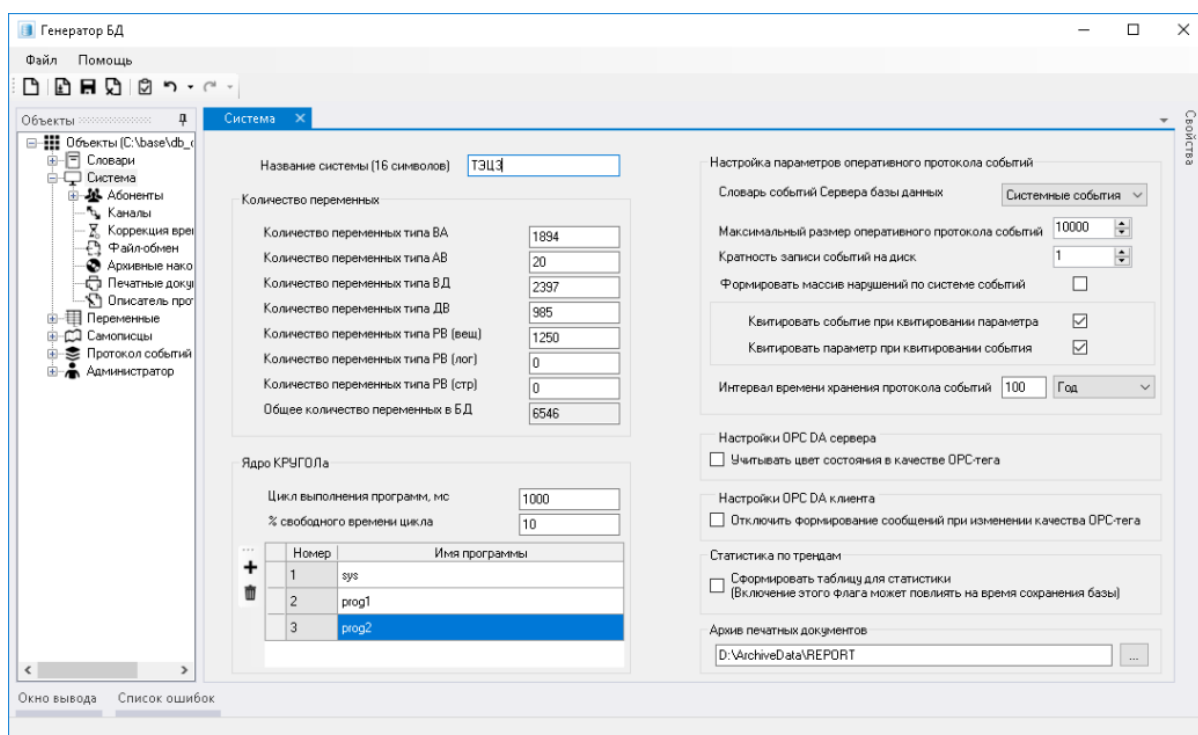 Генератор БД
Файл Помощь
Объекты
Объекты (C:\base\db_
Словари
Система
Абоненты
Каналы
Коррекция врем
Файл-обмен
Архивные нако
Печатные доку
Описатель прот
Переменные
Самописцы
Протокол событий
Администратор
Система
Название системы (16 символов) ТЭЦ3
Количество переменных
Количество переменных типа ВА 1894
Количество переменных типа АВ 20
Количество переменных типа ВД 2397
Количество переменных типа ДВ 985
Количество переменных типа РВ (вещ) 1250
Количество переменных типа РВ (лог) 0
Количество переменных типа РВ (стр) 0
Общее количество переменных в БД 6546
Ядро КРУГОЛа
Цикл выполнения программ, мс 1000
% свободного времени цикла 10
Номер Имя программы
1 sys
2 prog1
3 prog2
Настройка параметров оперативного протокола событий
Словарь событий Сервера базы данных Системные события
Максимальный размер оперативного протокола событий 10000
Кратность записи событий на диск 1
Формировать массив нарушений по системе событий
Квитировать событие при квитировании параметра
Квитировать параметр при квитировании события
Интервал времени хранения протокола событий 100 Год
Настройки OPC DA сервера
Учитывать цвет состояния в качестве OPC-тега
Настройки OPC DA клиента
Отключить формирование сообщений при изменении качества OPC-тега
Статистика по трендам
Сформировать таблицу для статистики
(Включение этого флага может повлиять на время сохранения базы)
Архив печатных документов
D:\ArchiveData\REPORT ...
Свойства
Окно вывода Список ошибок